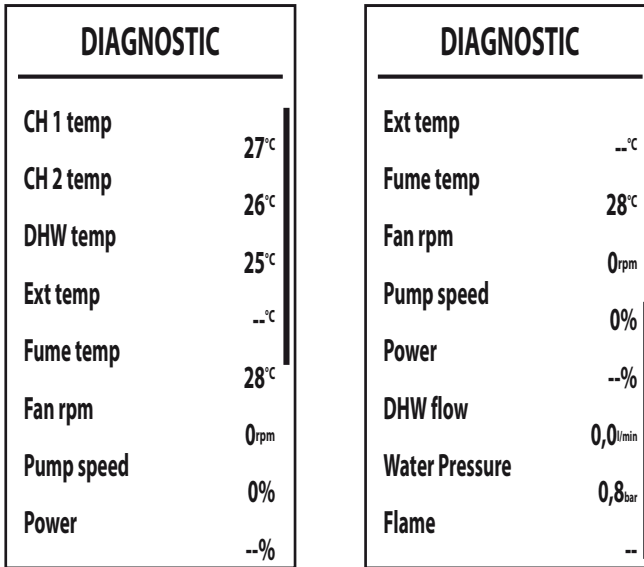 DIAGNOSTIC
CH 1 temp
27°C
CH 2 temp
26°C
DHW temp
25°C
Ext temp
--°C
Fume temp
28°C
Fan rpm
0rpm
Pump speed
0%
Power
--%
DIAGNOSTIC
Ext temp
--°C
Fume temp
28°C
Fan rpm
0rpm
Pump speed
0%
Power
--%
DHW flow
0,0l/min
Water Pressure
0,8bar
Flame
--